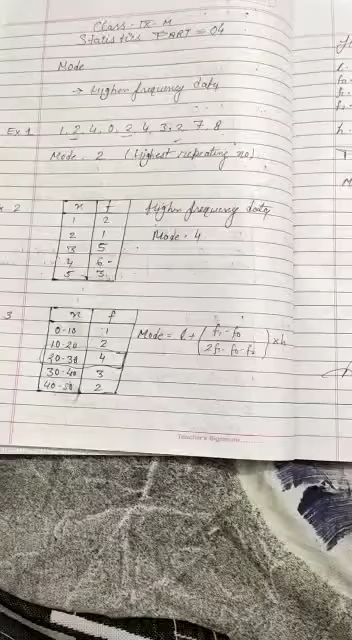 Class - IX - M
Statistics PART = 04
Mode
→ Higher frequency data
Ex 1 1, 2, 4, 0, 2, 4, 3, 2, 7, 8
Mode = 2 (Highest repeating no).
2 x f Higher frequency data
1 2
2 1 Mode = 4
3 5
4 6
5 3
3 x f
0-10 1 Mode = l + (f₁ - f₀ / 2f₁ - f₀ - f₂) × h
10-20 2
20-30 4
30-40 3
40-50 2
Teacher's Signature